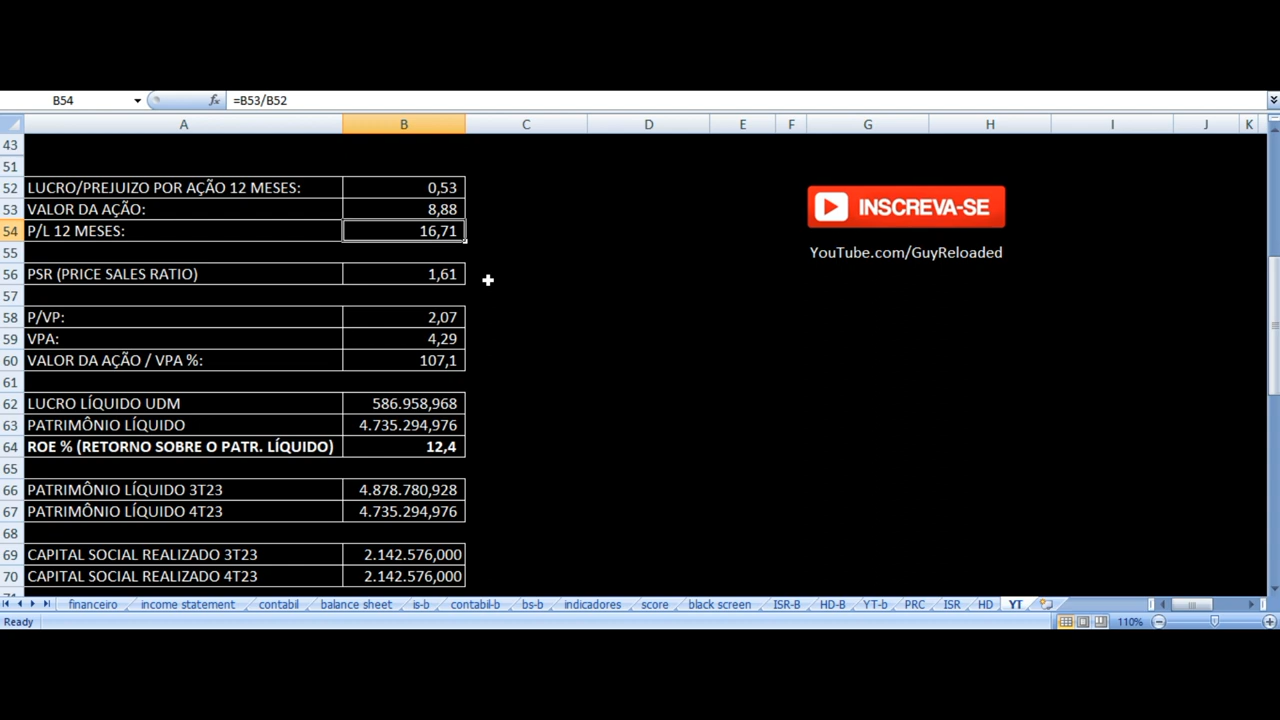 B54 fx =B53/B52
A B C D E F G H I J K
43
51
52 LUCRO/PREJUIZO POR AÇÃO 12 MESES: 0,53
53 VALOR DA AÇÃO: 8,88
54 P/L 12 MESES: 16,71
55
56 PSR (PRICE SALES RATIO) 1,61
57
58 P/VP: 2,07
59 VPA: 4,29
60 VALOR DA AÇÃO / VPA %: 107,1
61
62 LUCRO LÍQUIDO UDM 586.958,968
63 PATRIMÔNIO LÍQUIDO 4.735.294,976
64 ROE % (RETORNO SOBRE O PATR. LÍQUIDO) 12,4
65
66 PATRIMÔNIO LÍQUIDO 3T23 4.878.780,928
67 PATRIMÔNIO LÍQUIDO 4T23 4.735.294,976
68
69 CAPITAL SOCIAL REALIZADO 3T23 2.142.576,000
70 CAPITAL SOCIAL REALIZADO 4T23 2.142.576,000
INSCREVA-SE
YouTube.com/GuyReloaded
financeiro income statement contabil balance sheet is-b contabil-b bs-b indicadores score black screen ISR-B HD-B YT-b PRC ISR HD YT
Ready 110%